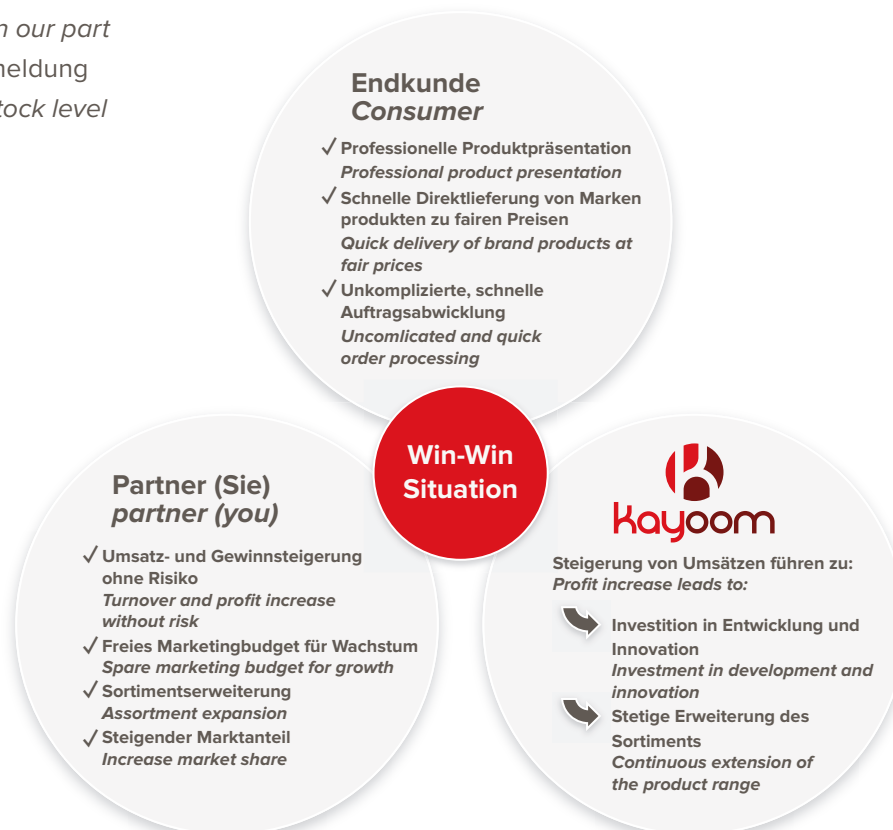 n our part
neldung
tock level
Endkunde
Consumer
✓ Professionelle Produktpräsentation
Professional product presentation
✓ Schnelle Direktlieferung von Marken
produkten zu fairen Preisen
Quick delivery of brand products at
fair prices
✓ Unkomplizierte, schnelle
Auftragsabwicklung
Uncomlicated and quick
order processing
Win-Win
Situation
Partner (Sie)
partner (you)
✓ Umsatz- und Gewinnsteigerung
ohne Risiko
Turnover and profit increase
without risk
✓ Freies Marketingbudget für Wachstum
Spare marketing budget for growth
✓ Sortimentserweiterung
Assortment expansion
✓ Steigender Marktanteil
Increase market share
kayoom
Steigerung von Umsätzen führen zu:
Profit increase leads to:
Investition in Entwicklung und
Innovation
Investment in development and
innovation
Stetige Erweiterung des
Sortiments
Continuous extension of
the product range